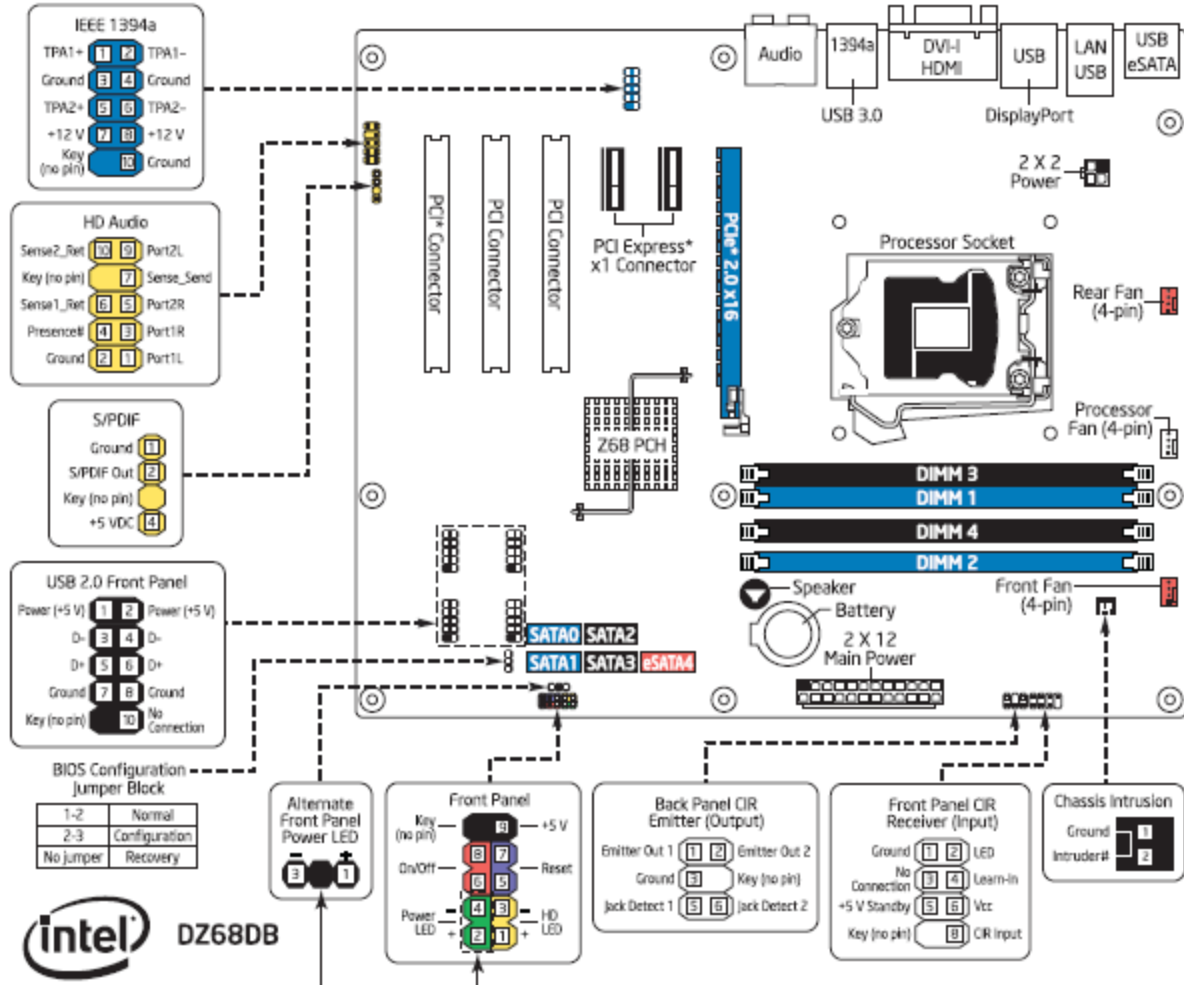 IEEE 1394a
TPA1+ 1 2 TPA1-
Ground 3 4 Ground
TPA2+ 5 6 TPA2-
+12 V 7 8 +12 V
Key (no pin) 10 Ground
HD Audio
Sense2_Ret 10 9 Port2L
Key (no pin) 7 Sense_Send
Sense1_Ret 6 5 Port2R
Presence# 4 3 Port1R
Ground 2 1 Port1L
S/PDIF
Ground 1
S/PDIF Out 2
Key (no pin)
+5 VDC 4
USB 2.0 Front Panel
Power (+5 V) 1 2 Power (+5 V)
D- 3 4 D-
D+ 5 6 D+
Ground 7 8 Ground
Key (no pin) 10 No Connection
BIOS Configuration
Jumper Block
1-2 Normal
2-3 Configuration
No jumper Recovery
Audio
1394a
USB 3.0
DVI-I
HDMI
USB
DisplayPort
LAN
USB
USB
eSATA
2 X 2
Power
PCI* Connector
PCI Connector
PCI Connector
PCI Express*
x1 Connector
PCIe* 2.0 x16
Processor Socket
Rear Fan
(4-pin)
Processor
Fan (4-pin)
Z68 PCH
DIMM 3
DIMM 1
DIMM 4
DIMM 2
Speaker
Battery
Front Fan
(4-pin)
2 X 12
Main Power
SATA0 SATA2
SATA1 SATA3 eSATA4
Alternate
Front Panel
Power LED
- +
3 1
Front Panel
Key (no pin) 9 +5 V
On/Off 8 7 Reset
6 5
Power LED - 4 3 - HD LED
+ 2 1 +
Back Panel CIR
Emitter (Output)
Emitter Out 1 1 2 Emitter Out 2
Ground 3 Key (no pin)
Jack Detect 1 5 6 Jack Detect 2
Front Panel CIR
Receiver (Input)
Ground 1 2 LED
No Connection 3 4 Learn-In
+5 V Standby 5 6 Vcc
Key (no pin) 8 CIR Input
Chassis Intrusion
Ground 1
Intruder# 2
intel
DZ68DB